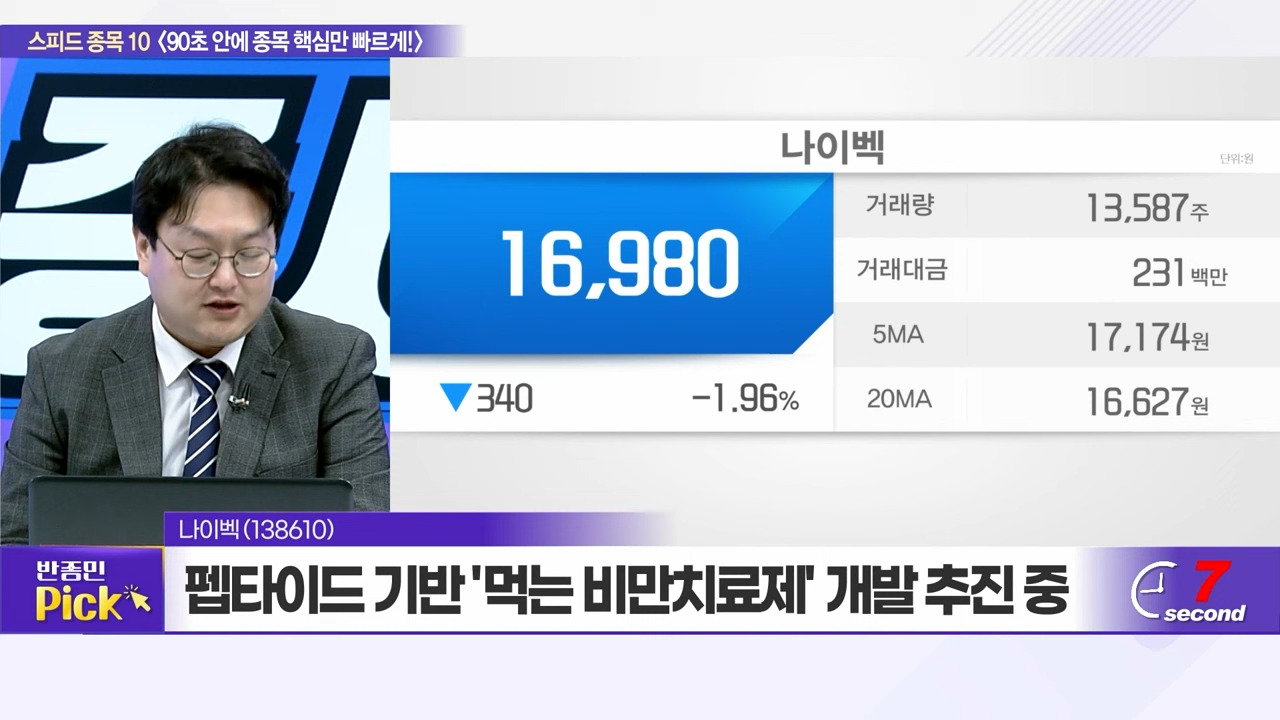 스피드 종목 10 〈90초 안에 종목 핵심만 빠르게!〉
나이벡
단위:원
16,980
▼340 -1.96%
거래량 13,587주
거래대금 231백만
5MA 17,174원
20MA 16,627원
나이벡(138610)
반종민
Pick
펩타이드 기반 '먹는 비만치료제' 개발 추진 중
7
second